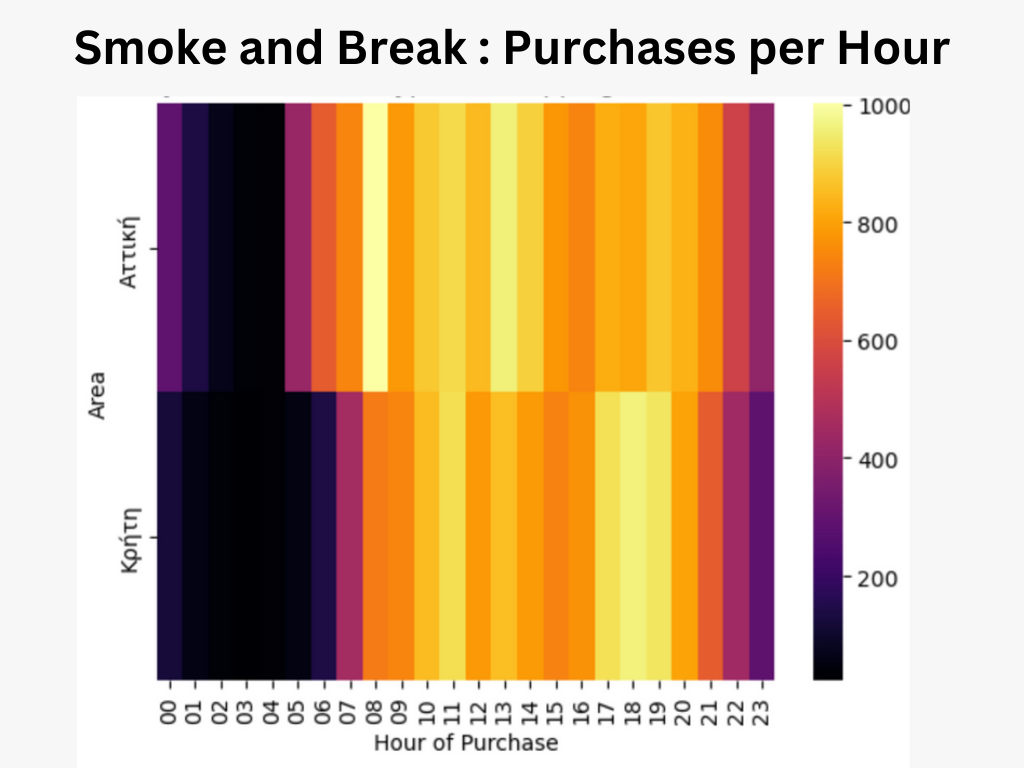 Smoke and Break : Purchases per Hour
1000
800
600
400
200
Αττική
Κρήτη
Area
00 01 02 03 04 05 06 07 08 09 10 11 12 13 14 15 16 17 18 19 20 21 22 23
Hour of Purchase